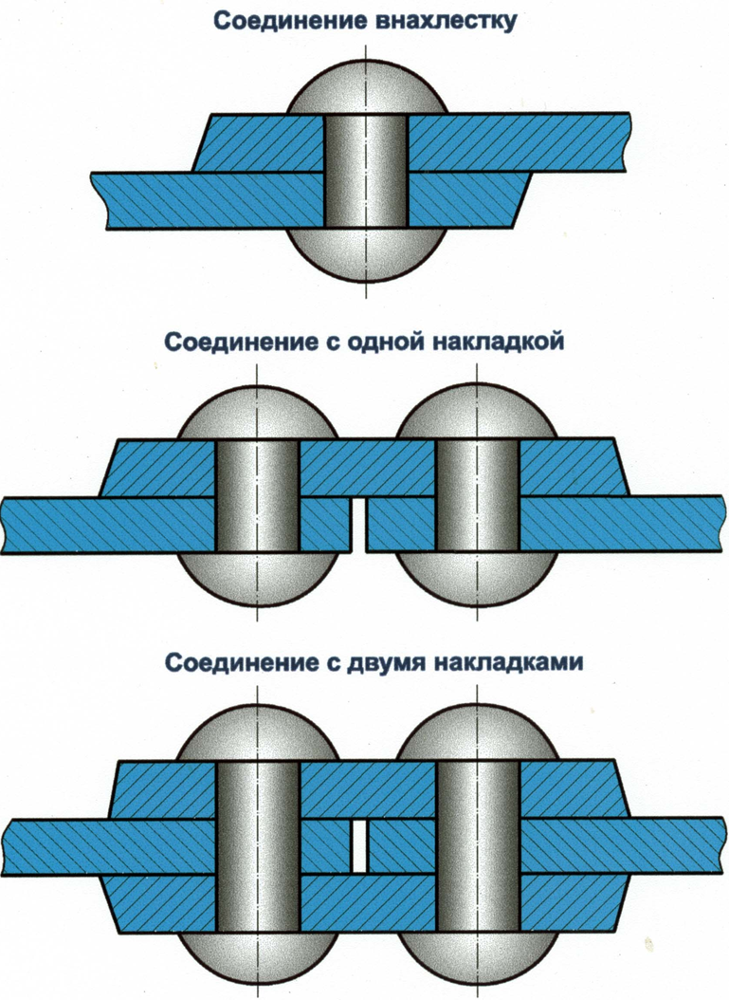 Соединение внахлестку
Соединение с одной накладкой
Соединение с двумя накладками